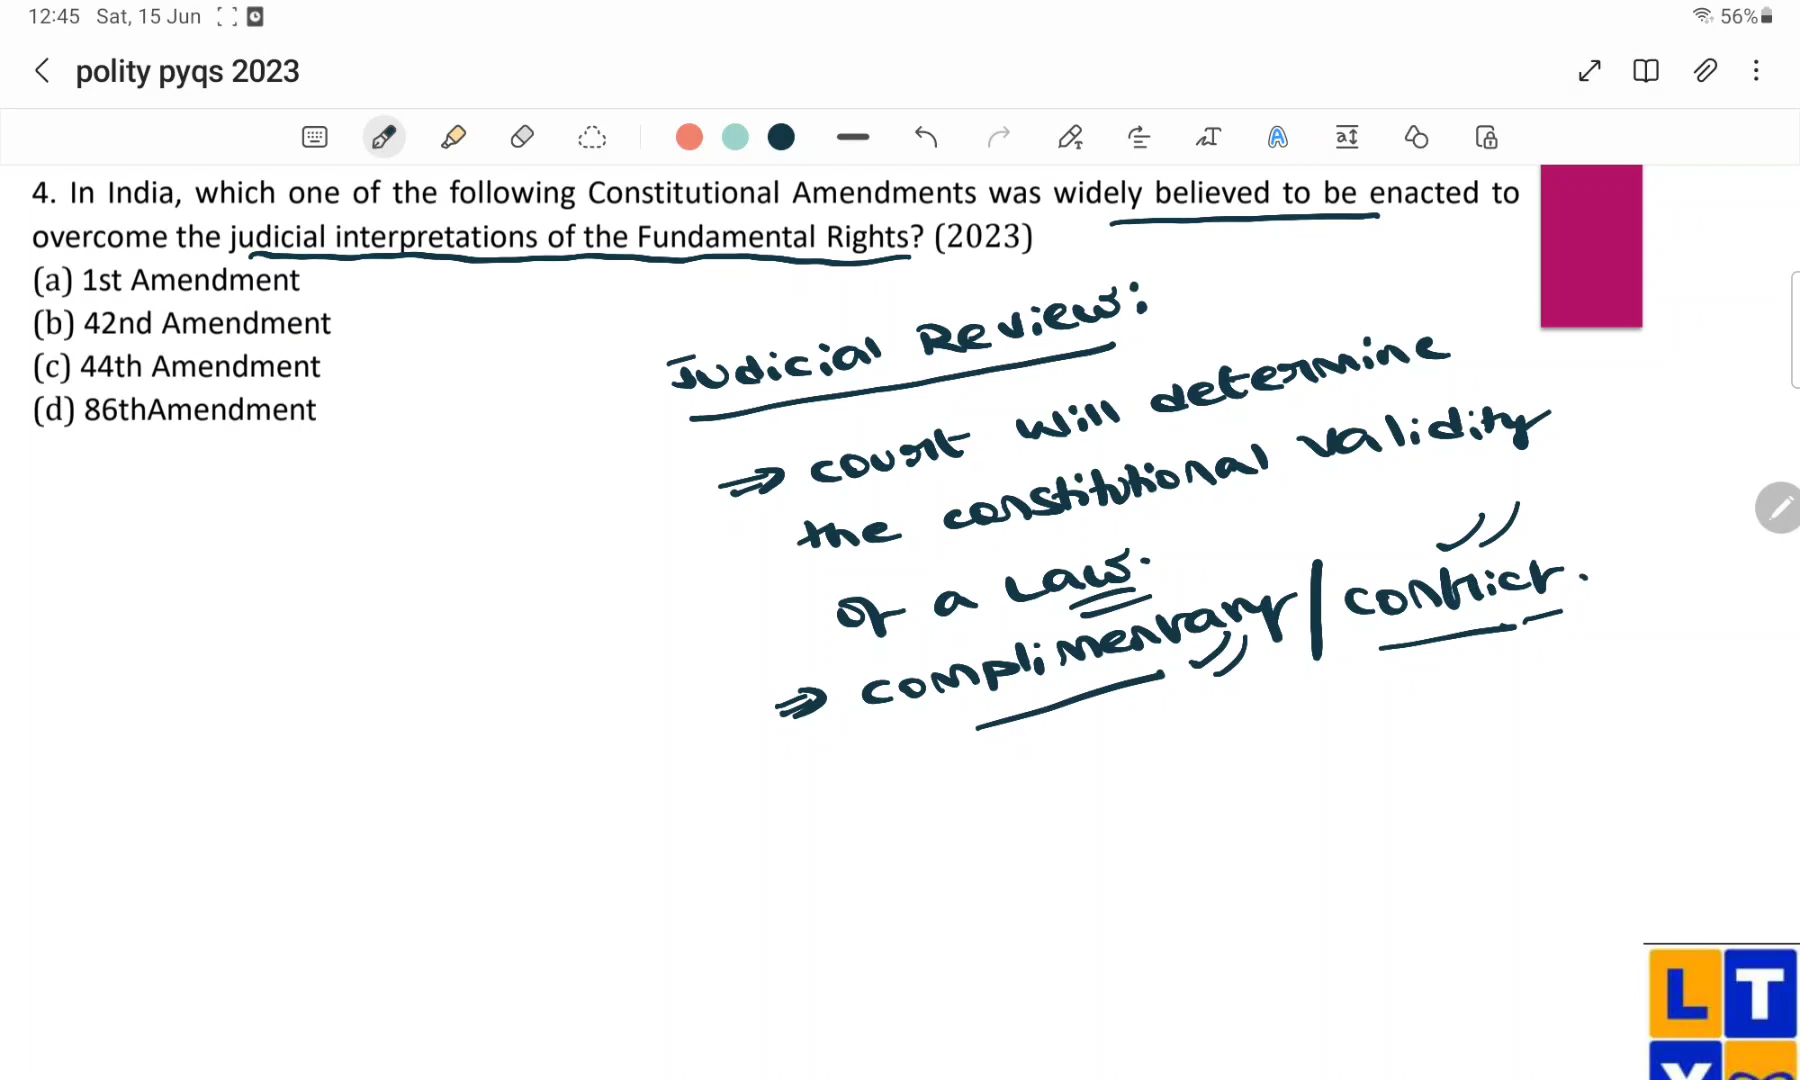 12:45 Sat, 15 Jun
56%
polity pyqs 2023
4. In India, which one of the following Constitutional Amendments was widely believed to be enacted to
overcome the judicial interpretations of the Fundamental Rights? (2023)
(a) 1st Amendment
(b) 42nd Amendment
(c) 44th Amendment
(d) 86thAmendment
Judicial Review:
⇒ court will determine
the constitutional validity
of a Law.
⇒ complimentary / conflict.
L T